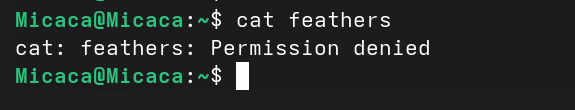 Micaca@Micaca:~$ cat feathers
cat: feathers: Permission denied
Micaca@Micaca:~$